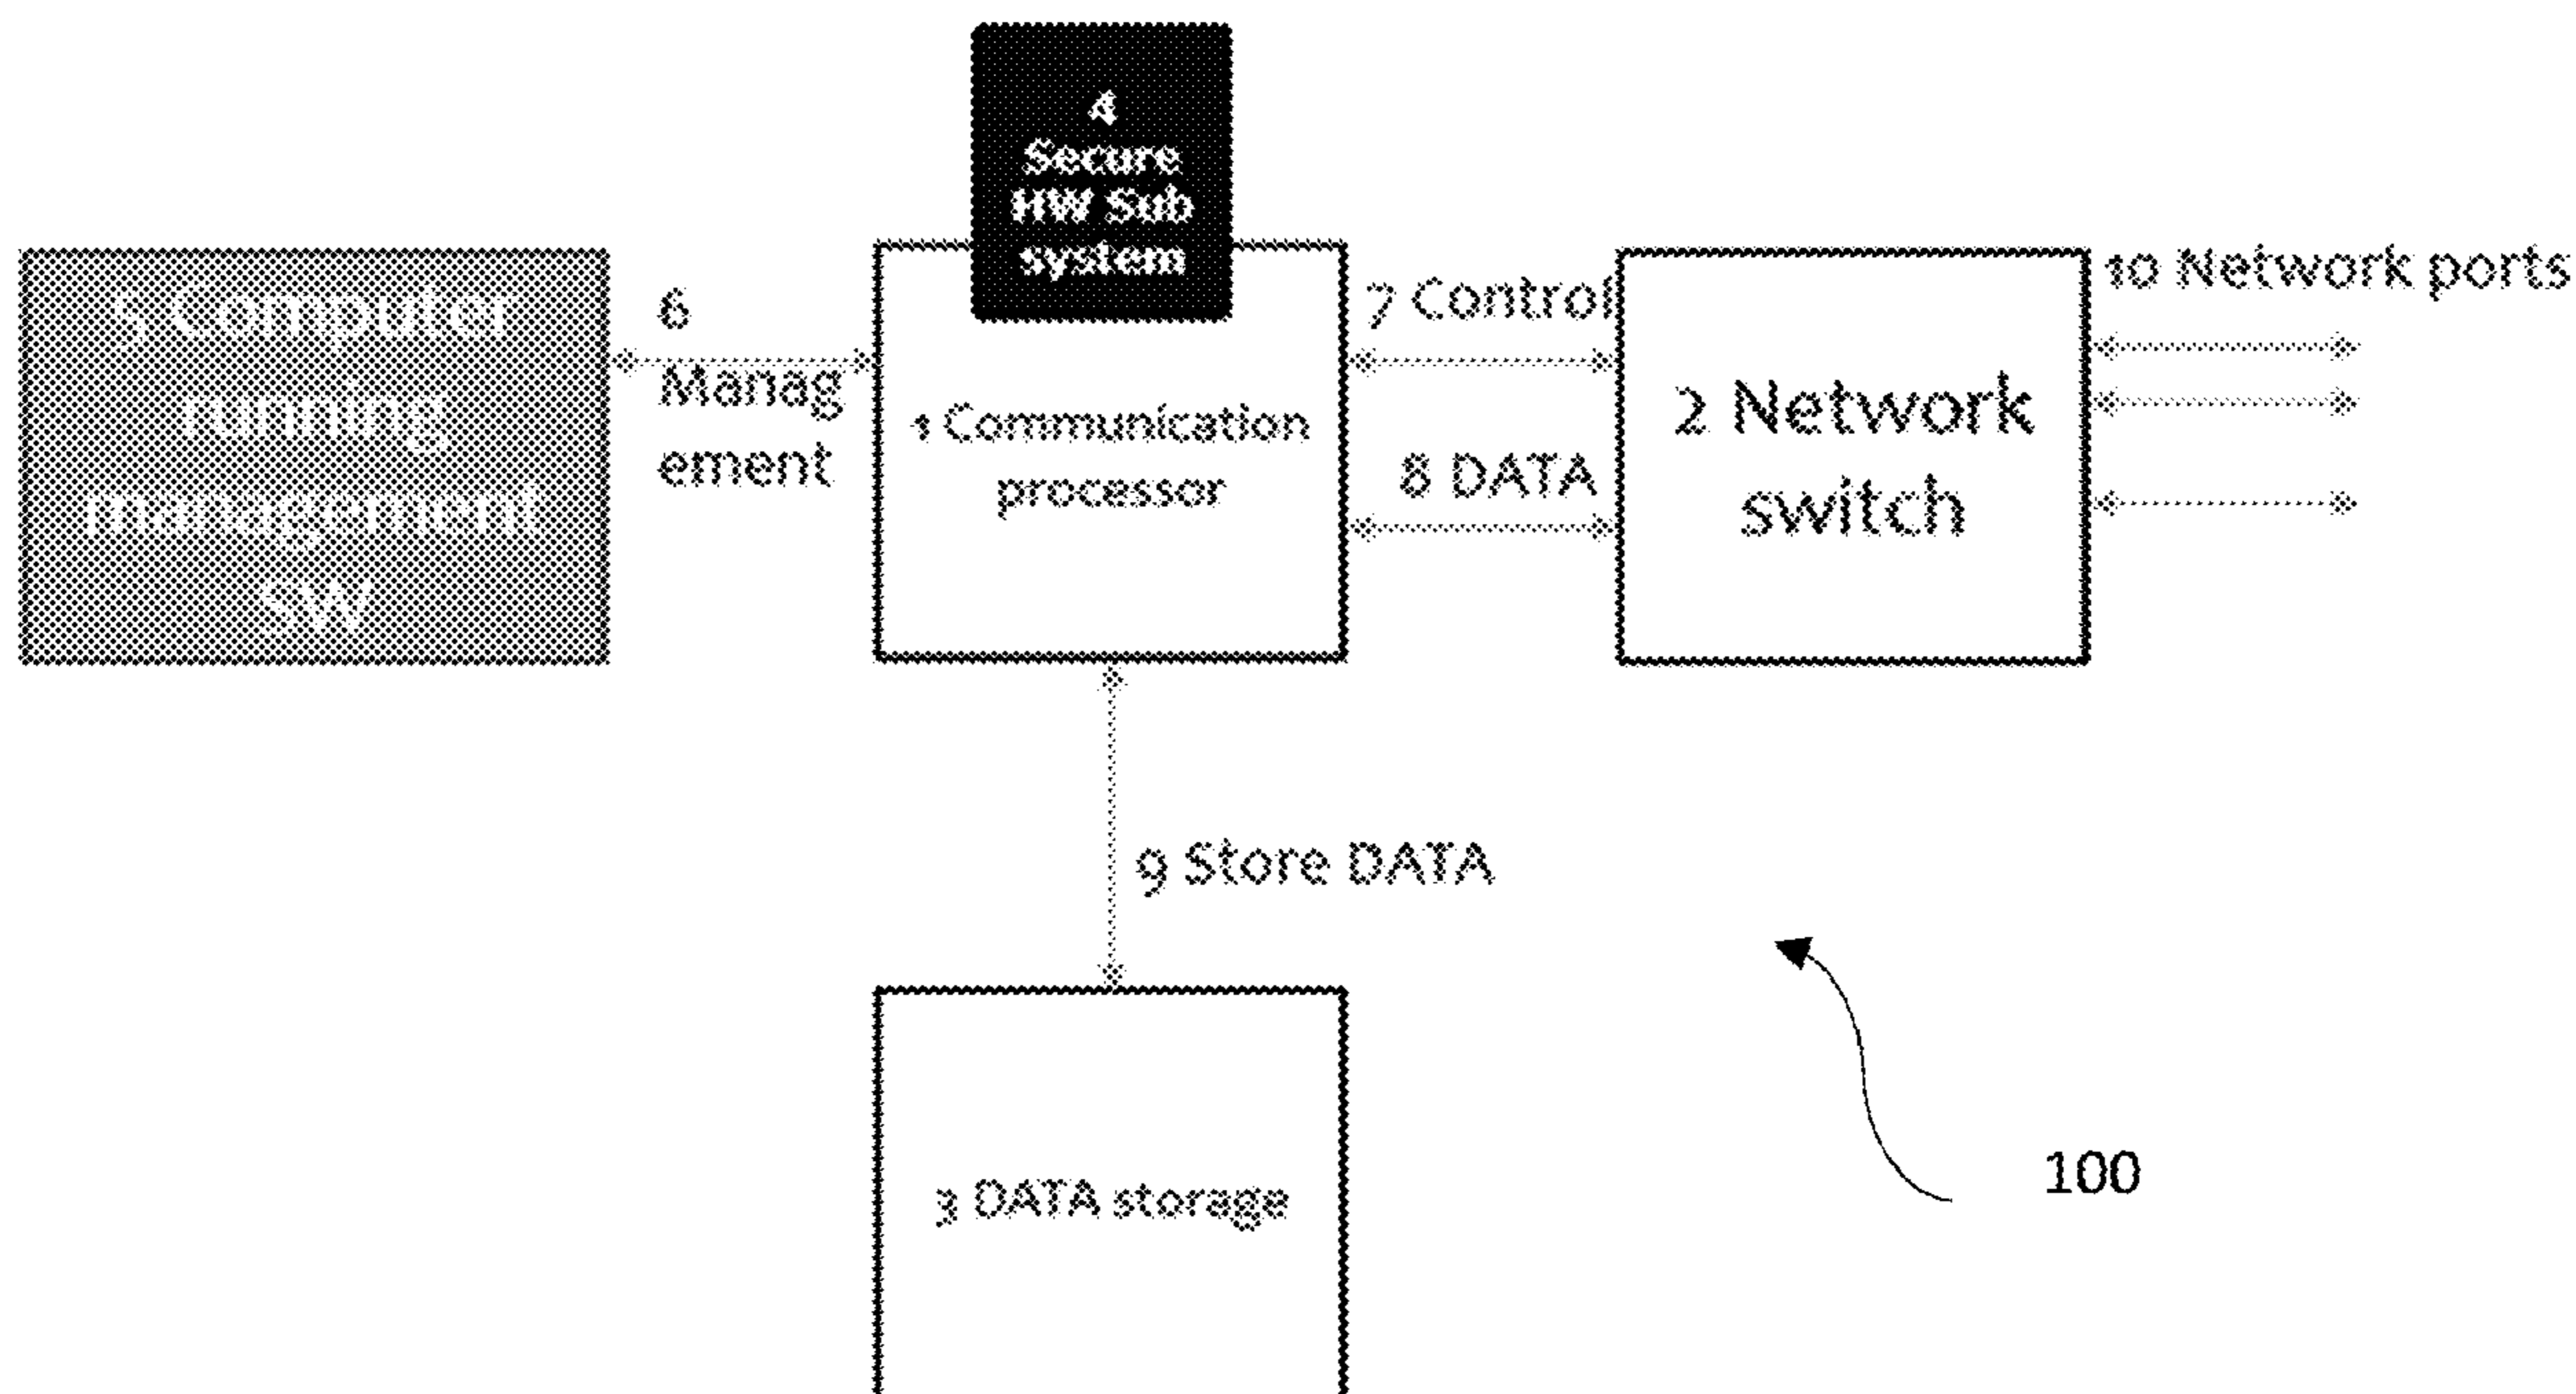 4
Secure
HW Sub
system
5 Computer
running
management
SW
6
Manag
ement
1 Communication
processor
7 Control
8 DATA
2 Network
switch
10 Network ports
9 Store DATA
3 DATA storage
100